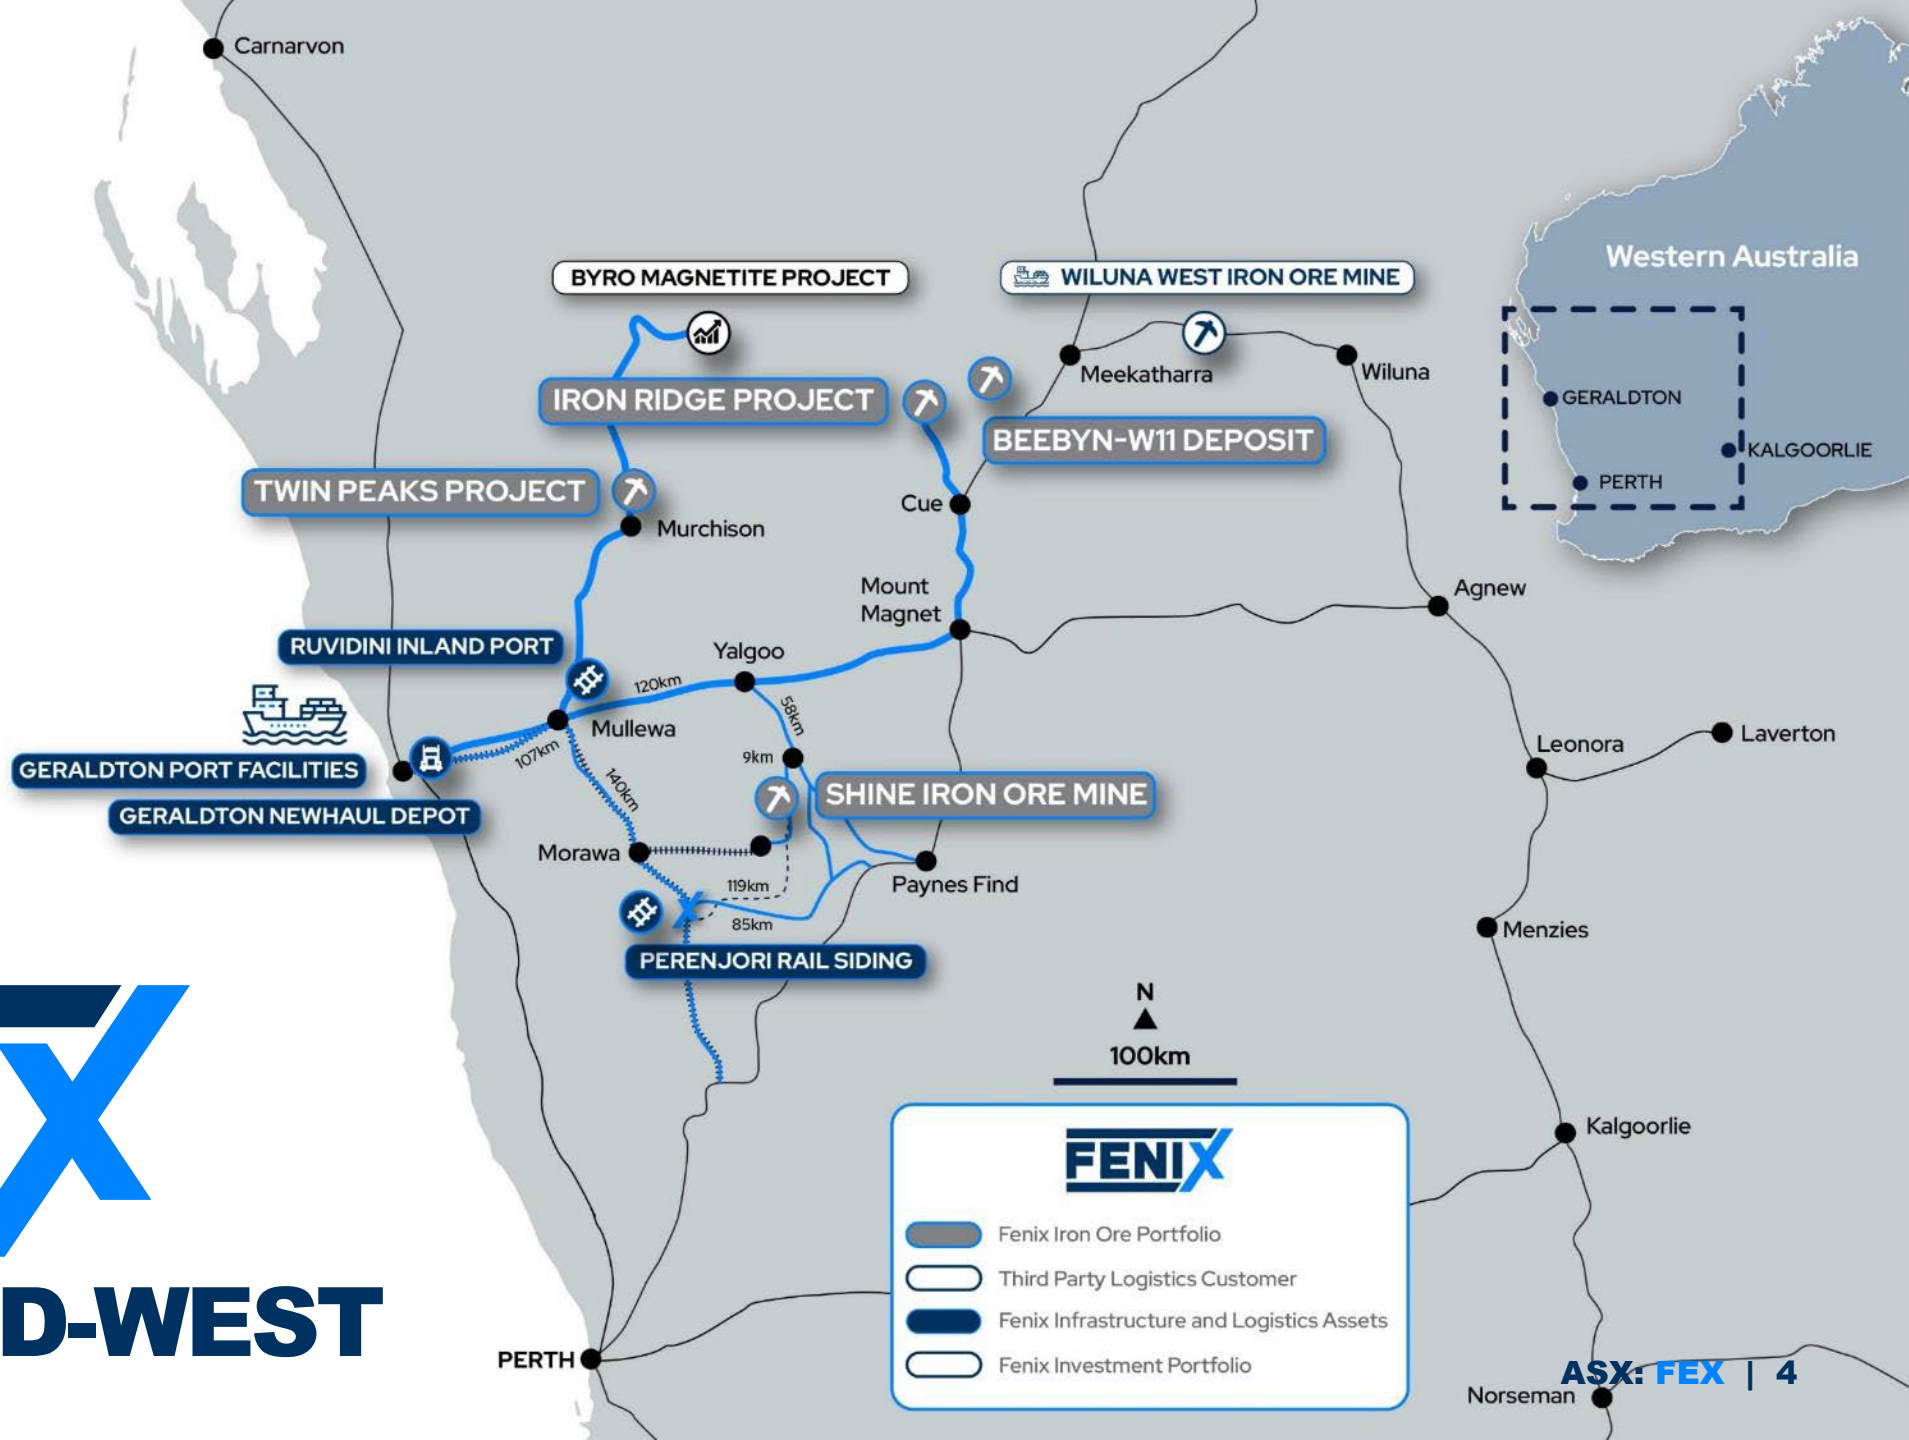 Carnarvon
Western Australia
BYRO MAGNETITE PROJECT
WILUNA WEST IRON ORE MINE
Meekatharra
Wiluna
IRON RIDGE PROJECT
BEEBYN-W11 DEPOSIT
GERALDTON
KALGOORLIE
PERTH
TWIN PEAKS PROJECT
Cue
Murchison
Mount
Magnet
Agnew
RUVIDINI INLAND PORT
Yalgoo
120km
58km
Mullewa
107km
Leonora
Laverton
9km
140km
GERALDTON PORT FACILITIES
SHINE IRON ORE MINE
GERALDTON NEWHAUL DEPOT
Morawa
119km
Paynes Find
85km
Menzies
PERENJORI RAIL SIDING
N
100km
Kalgoorlie
FENIX
Fenix Iron Ore Portfolio
Third Party Logistics Customer
Fenix Infrastructure and Logistics Assets
Fenix Investment Portfolio
X
D-WEST
PERTH
Norseman
ASX: FEX | 4